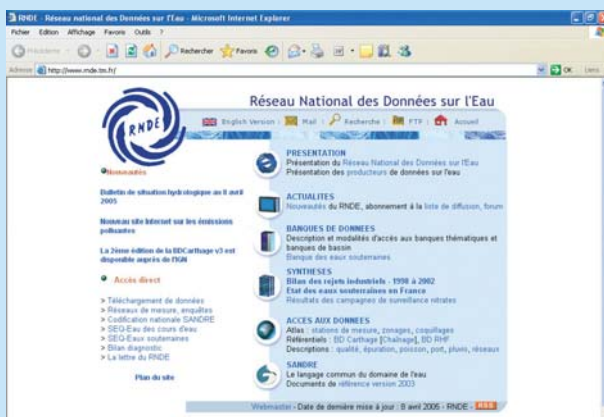 RNDE - Réseau national des Données sur l'Eau - Microsoft Internet Explorer
Fichier Edition Affichage Favoris Outils ?
Précédente Rechercher Favoris
Adresse http://www.rnde.tm.fr/ OK Liens
RNDE
Réseau National des Données sur l'Eau
English Version | Mail | Recherche | FTP | Accueil
Nouveautés
Bulletin de situation hydrologique au 8 avril
2005
Nouveau site Internet sur les émissions
polluantes
La 2ème édition de la BDCarthage v3 est
disponible auprès de l'IGN
Accès direct
> Téléchargement de données
> Réseaux de mesure, enquêtes
> Codification nationale SANDRE
> SEQ-Eau des cours d'eau
> SEQ-Eaux souterraines
> Bilan diagnostic
> La lettre du RNDE
Plan du site
PRESENTATION
Présentation du Réseau National des Données sur l'Eau
Présentation des producteurs de données sur l'eau
ACTUALITES
Nouveautés du RNDE, abonnement à la liste de diffusion, forum
BANQUES DE DONNEES
Description et modalités d'accès aux banques thématiques et
banques de bassin
Banque des eaux souterraines
SYNTHESES
Bilan des rejets industriels - 1998 à 2002
Etat des eaux souterraines en France
Résultats des campagnes de surveillance nitrates
ACCES AUX DONNEES
Atlas : stations de mesure, zonages, coquillages
Référentiels : BD Carthage [Chaînage], BD RHF
Descriptions : qualité, épuration, poisson, port, pluvio, réseaux
SANDRE
Le langage commun du domaine de l'eau
Documents de référence version 2003
Webmaster - Date de dernière mise à jour : 8 avril 2005 - RNDE - RSS